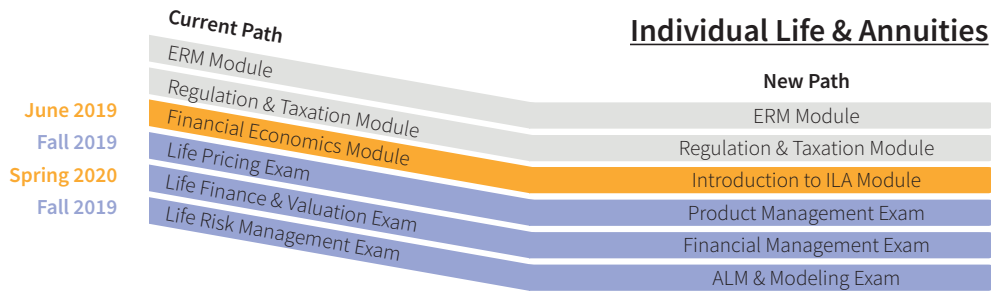 Current Path
Individual Life & Annuities
New Path
ERM Module
Regulation & Taxation Module
Financial Economics Module
Life Pricing Exam
Life Finance & Valuation Exam
Life Risk Management Exam
June 2019
Fall 2019
Spring 2020
Fall 2019
ERM Module
Regulation & Taxation Module
Introduction to ILA Module
Product Management Exam
Financial Management Exam
ALM & Modeling Exam